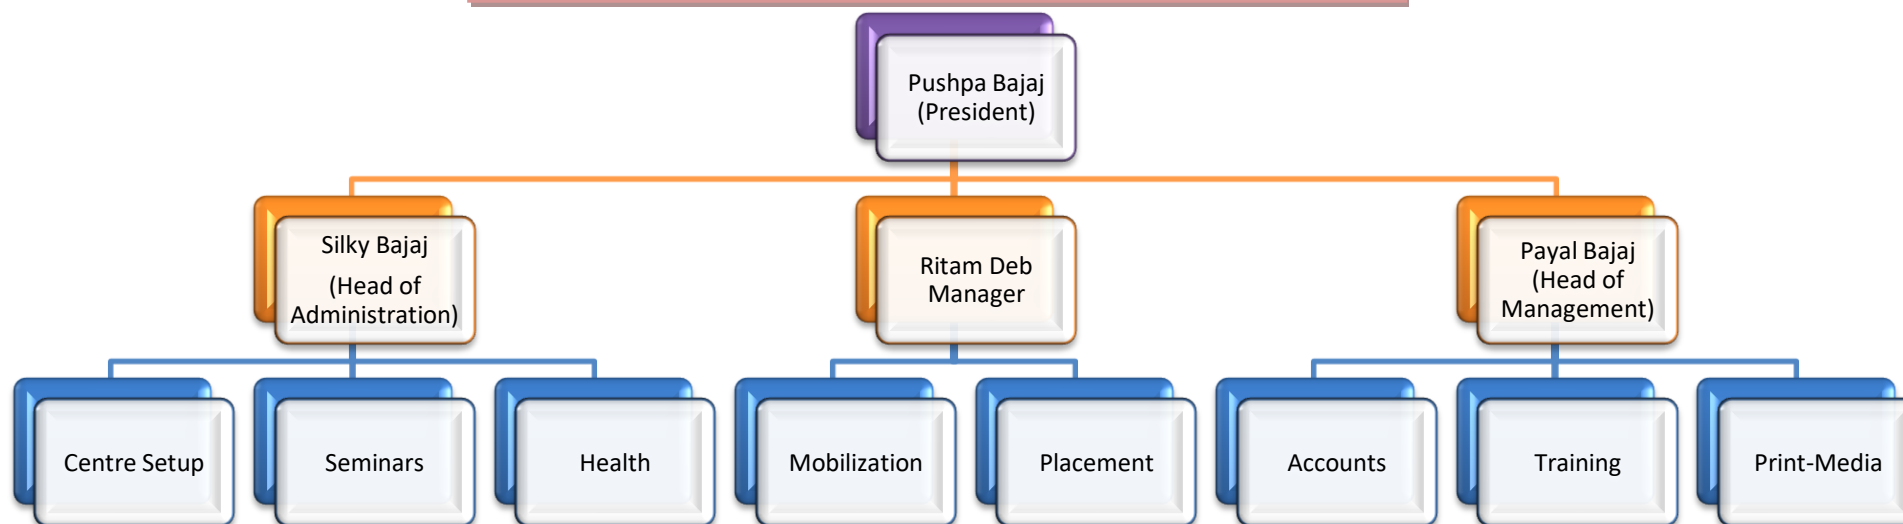 Pushpa Bajaj
(President)
Silky Bajaj
(Head of
Administration)
Ritam Deb
Manager
Payal Bajaj
(Head of
Management)
Centre Setup
Seminars
Health
Mobilization
Placement
Accounts
Training
Print-Media